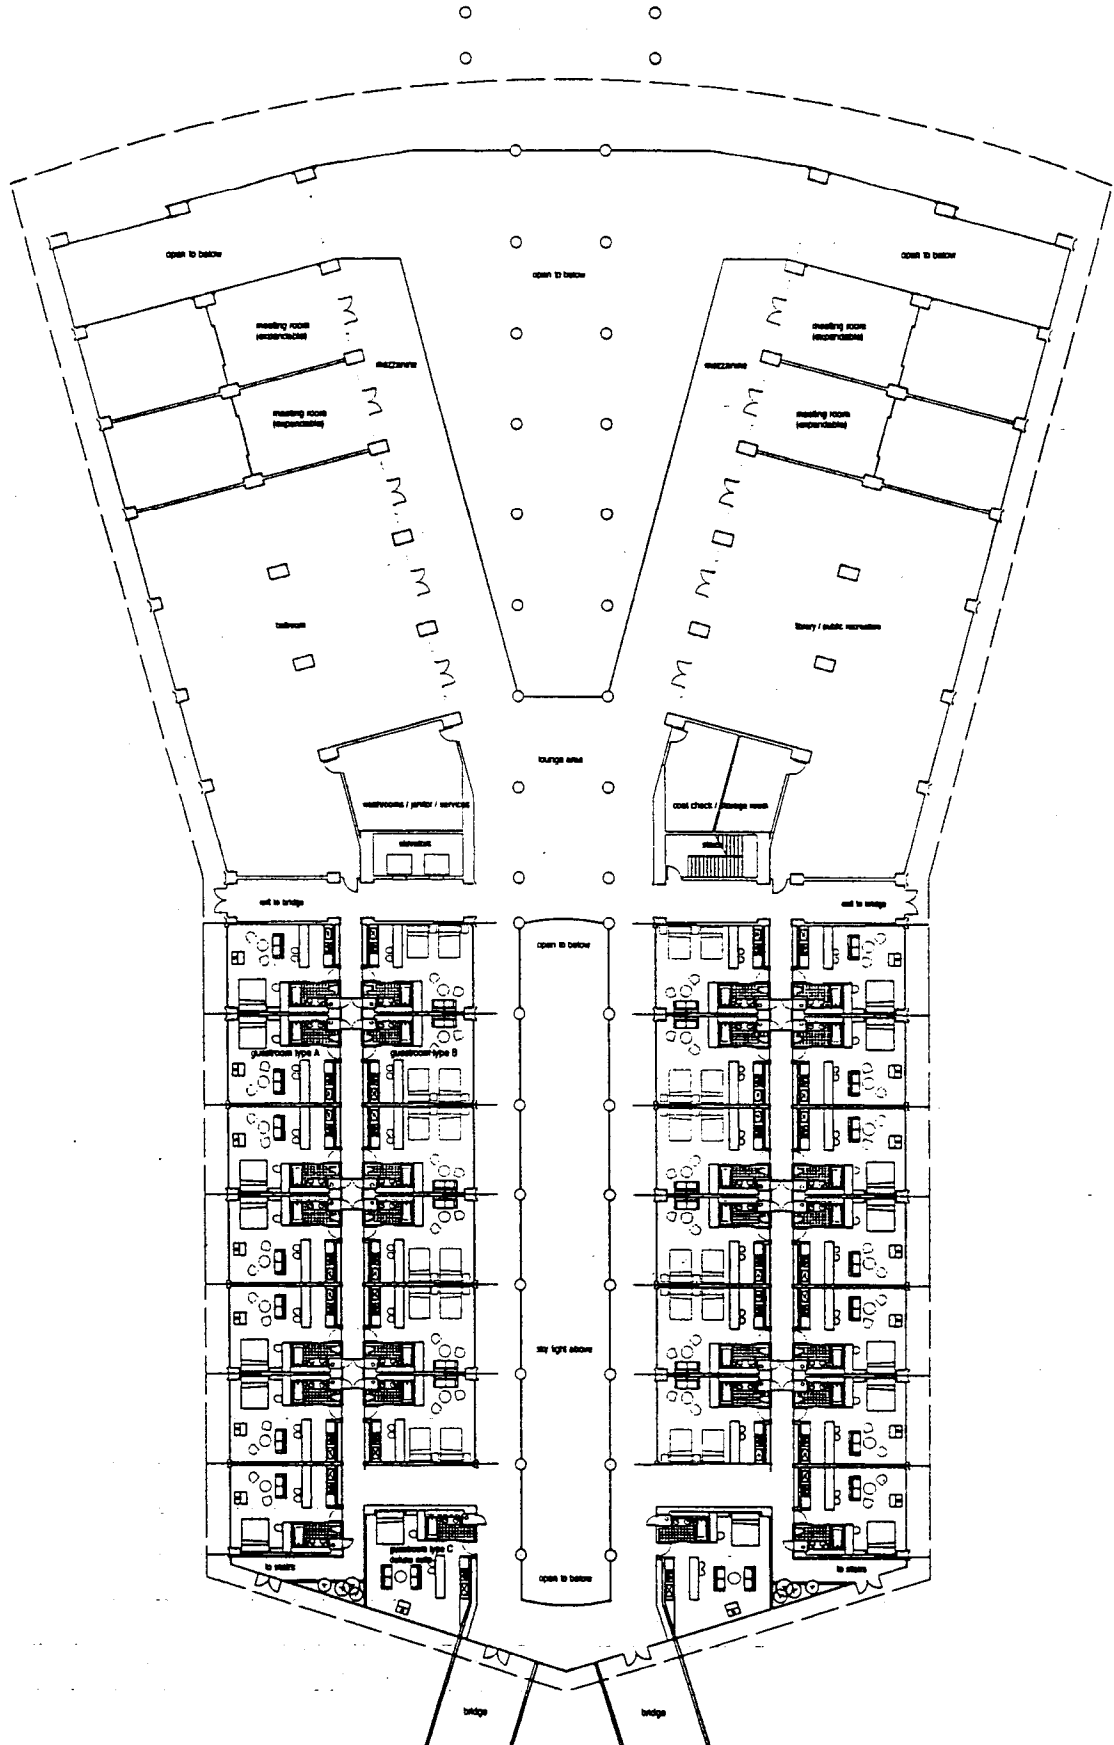 open to below
open to below
open to below
meeting room
(expandable)
meeting room
(expandable)
mezzanine
mezzanine
meeting room
(expandable)
meeting room
(expandable)
ballroom
library / public recreation
lounge area
washrooms / janitor / services
coat check / storage room
elevators
stairs
exit to bridge
exit to bridge
open to below
guestroom type A
guestroom type B
sky light above
guestroom type C
deluxe suite
to stairs
to stairs
open to below
bridge
bridge